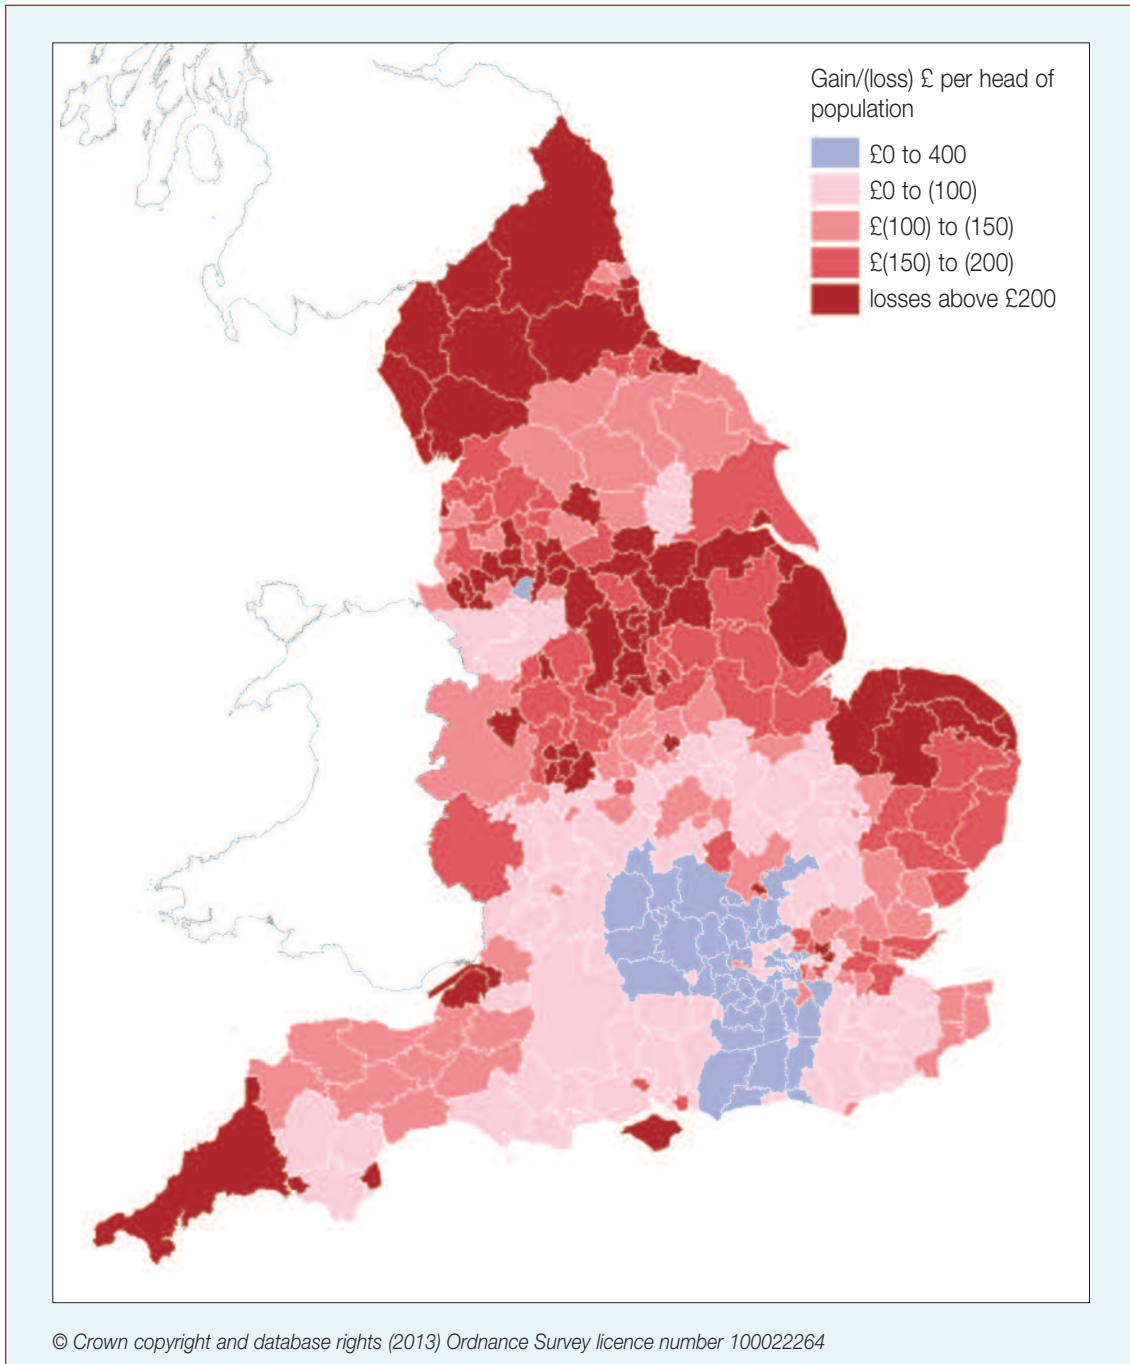 Gain/(loss) £ per head of
population
£0 to 400
£0 to (100)
£(100) to (150)
£(150) to (200)
losses above £200
© Crown copyright and database rights (2013) Ordnance Survey licence number 100022264